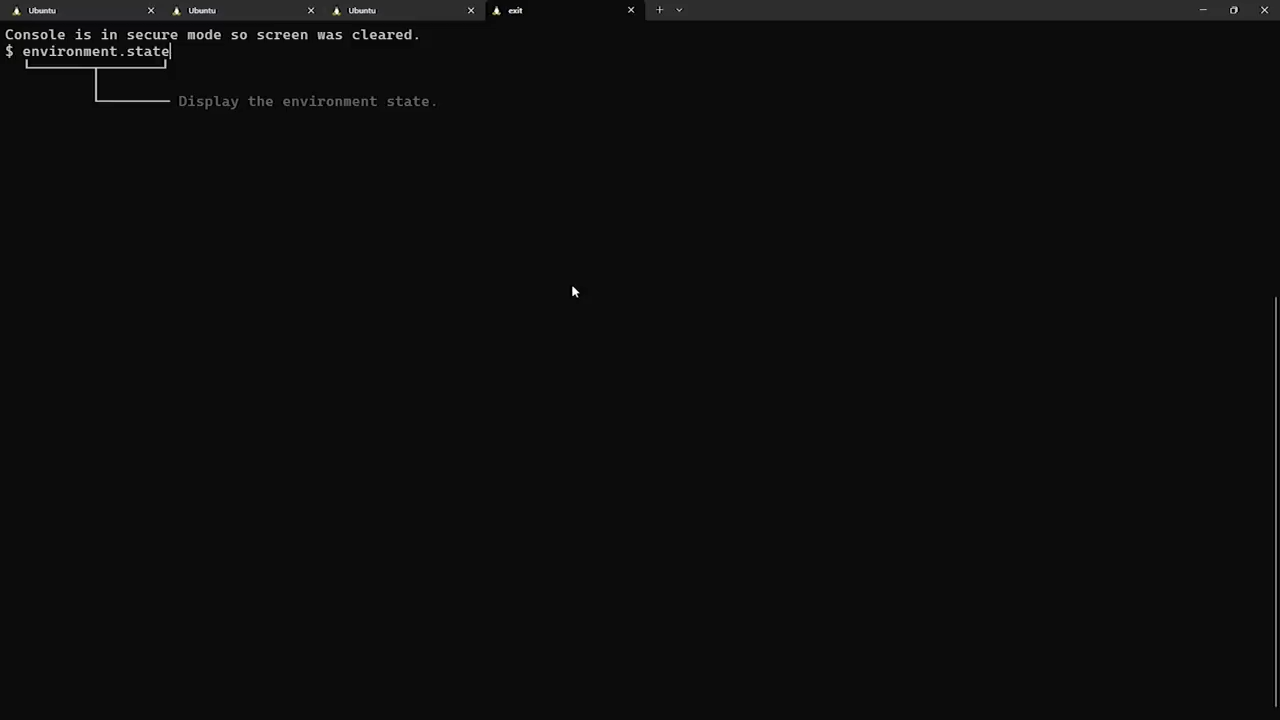 Ubuntu Ubuntu Ubuntu exit
Console is in secure mode so screen was cleared.
$ environment.state
Display the environment state.